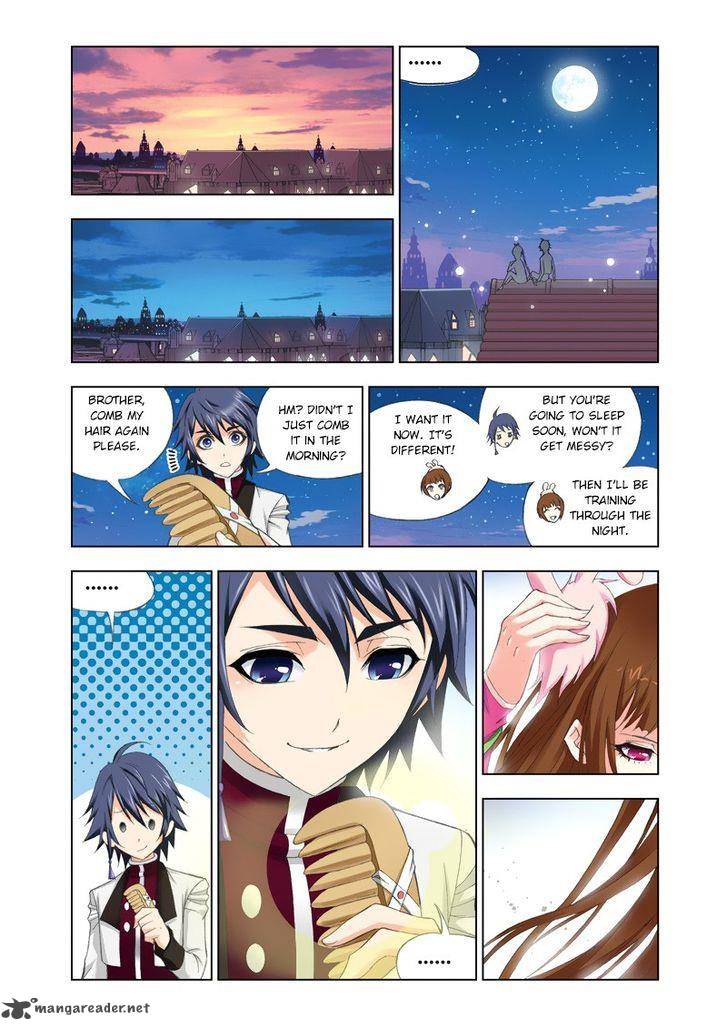 ......
BROTHER,
COMB MY
HAIR AGAIN
PLEASE.
HM? DIDN'T I
JUST COMB
IT IN THE
MORNING?
I WANT IT
NOW. IT'S
DIFFERENT!
BUT YOU'RE
GOING TO SLEEP
SOON, WON'T IT
GET MESSY?
THEN I'LL BE
TRAINING
THROUGH THE
NIGHT.
......
......
mangareader.net